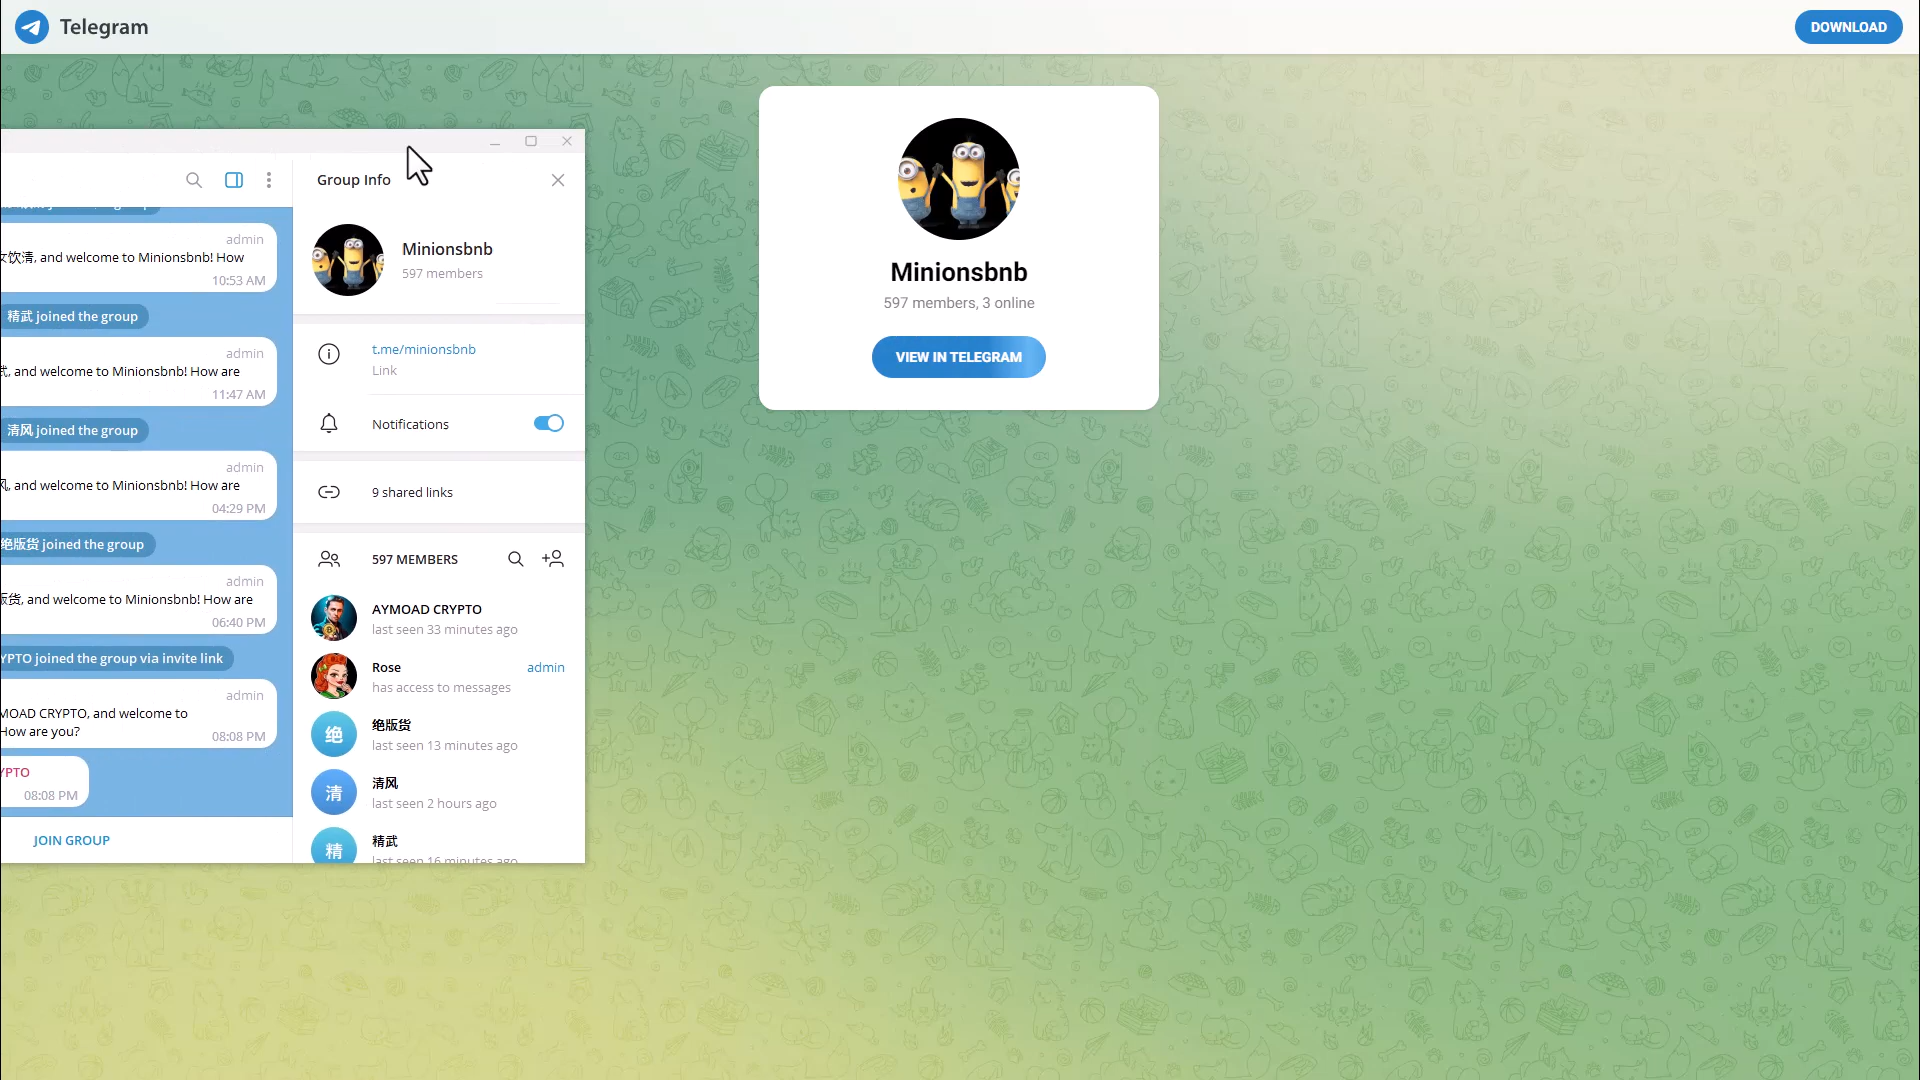 Telegram
DOWNLOAD
Group Info
admin
饮清, and welcome to Minionsbnb! How
10:53 AM
精武 joined the group
admin
, and welcome to Minionsbnb! How are
11:47 AM
清风 joined the group
admin
, and welcome to Minionsbnb! How are
04:29 PM
绝版货 joined the group
admin
货, and welcome to Minionsbnb! How are
06:40 PM
YPTO joined the group via invite link
admin
MOAD CRYPTO, and welcome to
How are you?
08:08 PM
YPTO
08:08 PM
JOIN GROUP
Minionsbnb
597 members
t.me/minionsbnb
Link
Notifications
9 shared links
597 MEMBERS
AYMOAD CRYPTO
last seen 33 minutes ago
Rose
admin
has access to messages
绝
绝版货
last seen 13 minutes ago
清
清风
last seen 2 hours ago
精
精武
last seen 16 minutes ago
Minionsbnb
597 members, 3 online
VIEW IN TELEGRAM